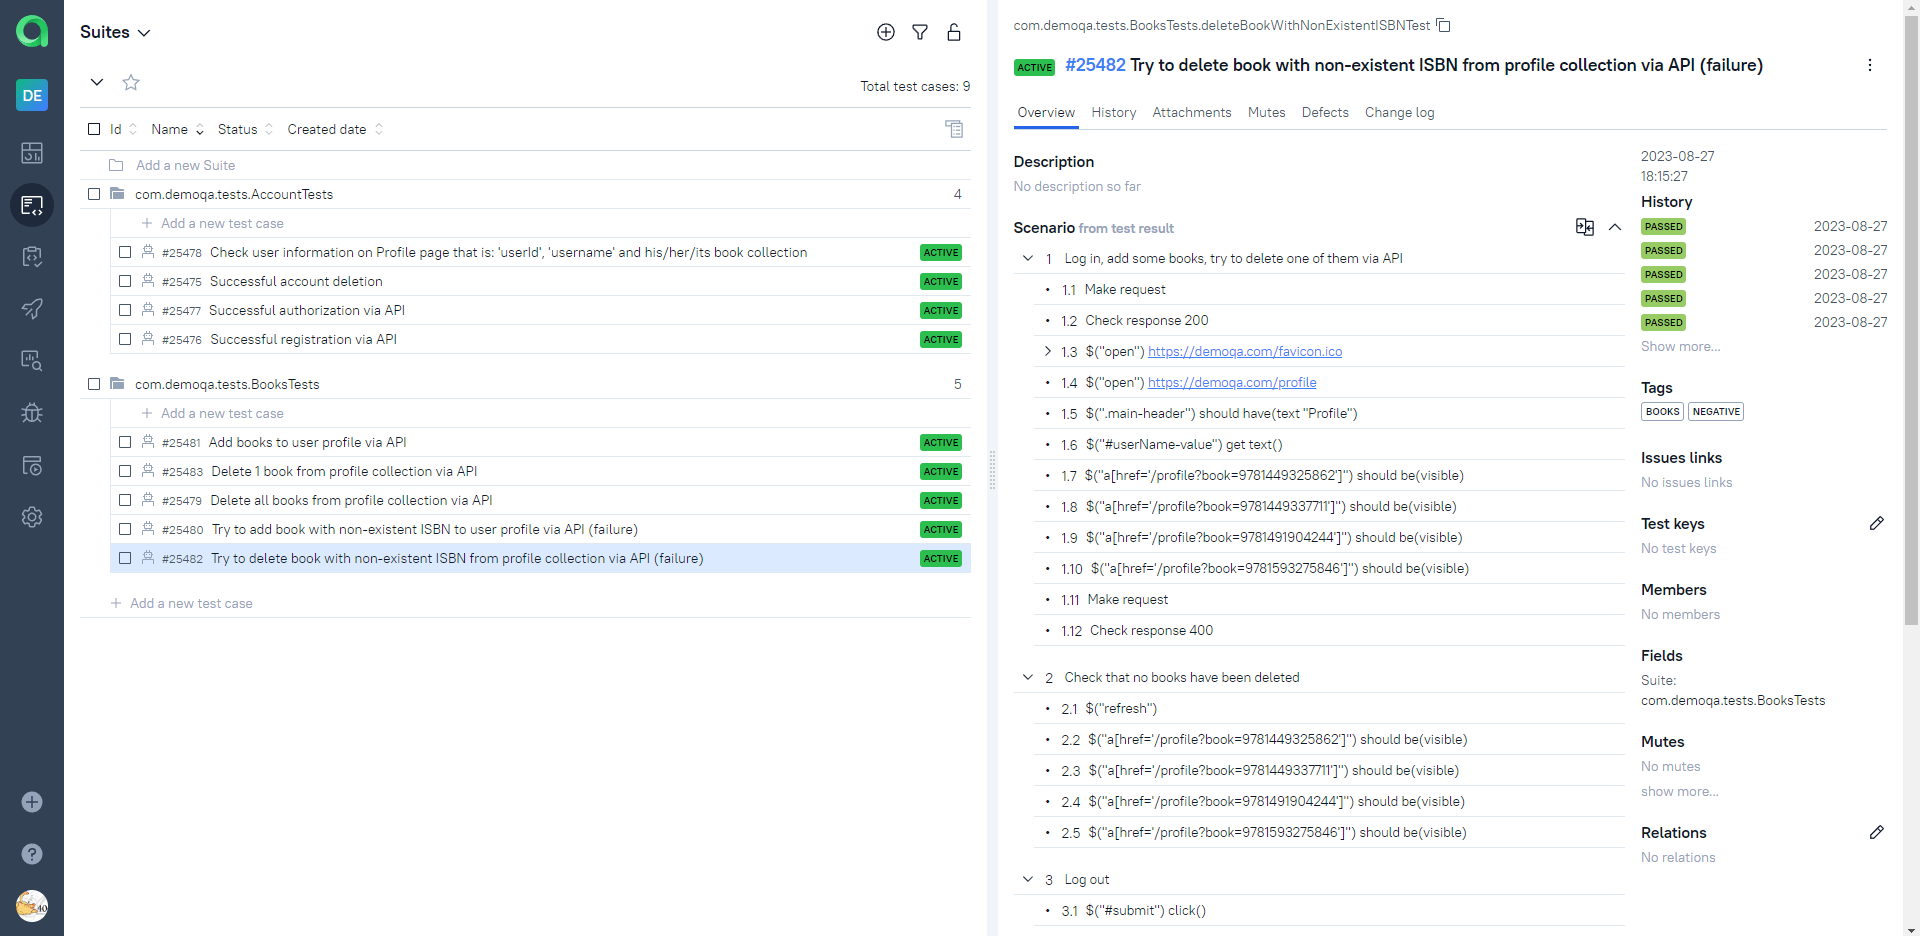 DE
Suites
Total test cases: 9
Id Name Status Created date
Add a new Suite
com.demoqa.tests.AccountTests 4
Add a new test case
#25478 Check user information on Profile page that is: 'userId', 'username' and his/her/its book collection ACTIVE
#25475 Successful account deletion ACTIVE
#25477 Successful authorization via API ACTIVE
#25476 Successful registration via API ACTIVE
com.demoqa.tests.BooksTests 5
Add a new test case
#25481 Add books to user profile via API ACTIVE
#25483 Delete 1 book from profile collection via API ACTIVE
#25479 Delete all books from profile collection via API ACTIVE
#25480 Try to add book with non-existent ISBN to user profile via API (failure) ACTIVE
#25482 Try to delete book with non-existent ISBN from profile collection via API (failure) ACTIVE
Add a new test case
com.demoqa.tests.BooksTests.deleteBookWithNonExistentISBNTest
ACTIVE #25482 Try to delete book with non-existent ISBN from profile collection via API (failure)
Overview History Attachments Mutes Defects Change log
Description
No description so far
Scenario from test result
1 Log in, add some books, try to delete one of them via API
1.1 Make request
1.2 Check response 200
1.3 $("open") https://demoqa.com/favicon.ico
1.4 $("open") https://demoqa.com/profile
1.5 $(".main-header") should have(text "Profile")
1.6 $("#userName-value") get text()
1.7 $("a[href='/profile?book=9781449325862']") should be(visible)
1.8 $("a[href='/profile?book=9781449337711']") should be(visible)
1.9 $("a[href='/profile?book=9781491904244']") should be(visible)
1.10 $("a[href='/profile?book=9781593275846']") should be(visible)
1.11 Make request
1.12 Check response 400
2 Check that no books have been deleted
2.1 $("refresh")
2.2 $("a[href='/profile?book=9781449325862']") should be(visible)
2.3 $("a[href='/profile?book=9781449337711']") should be(visible)
2.4 $("a[href='/profile?book=9781491904244']") should be(visible)
2.5 $("a[href='/profile?book=9781593275846']") should be(visible)
3 Log out
3.1 $("#submit") click()
2023-08-27
18:15:27
History
PASSED 2023-08-27
PASSED 2023-08-27
PASSED 2023-08-27
PASSED 2023-08-27
PASSED 2023-08-27
Show more...
Tags
BOOKS NEGATIVE
Issues links
No issues links
Test keys
No test keys
Members
No members
Fields
Suite:
com.demoqa.tests.BooksTests
Mutes
No mutes
show more...
Relations
No relations